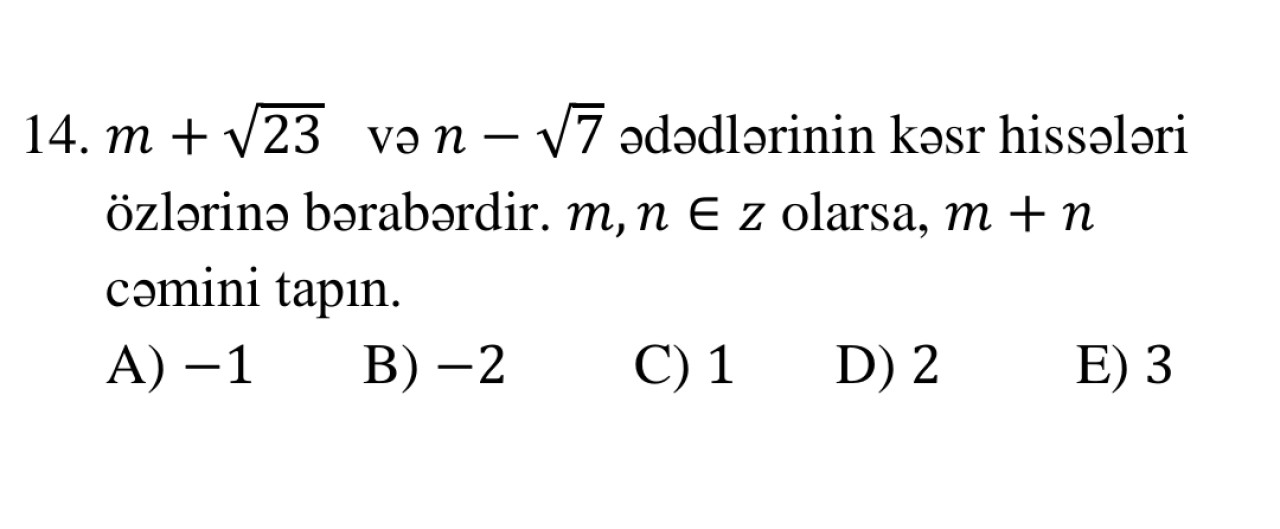 14. m + √23 və n − √7 ədədlərinin kəsr hissələri
özlərinə bərabərdir. m, n ∈ z olarsa, m + n
cəmini tapın.
A) −1 B) −2 C) 1 D) 2 E) 3